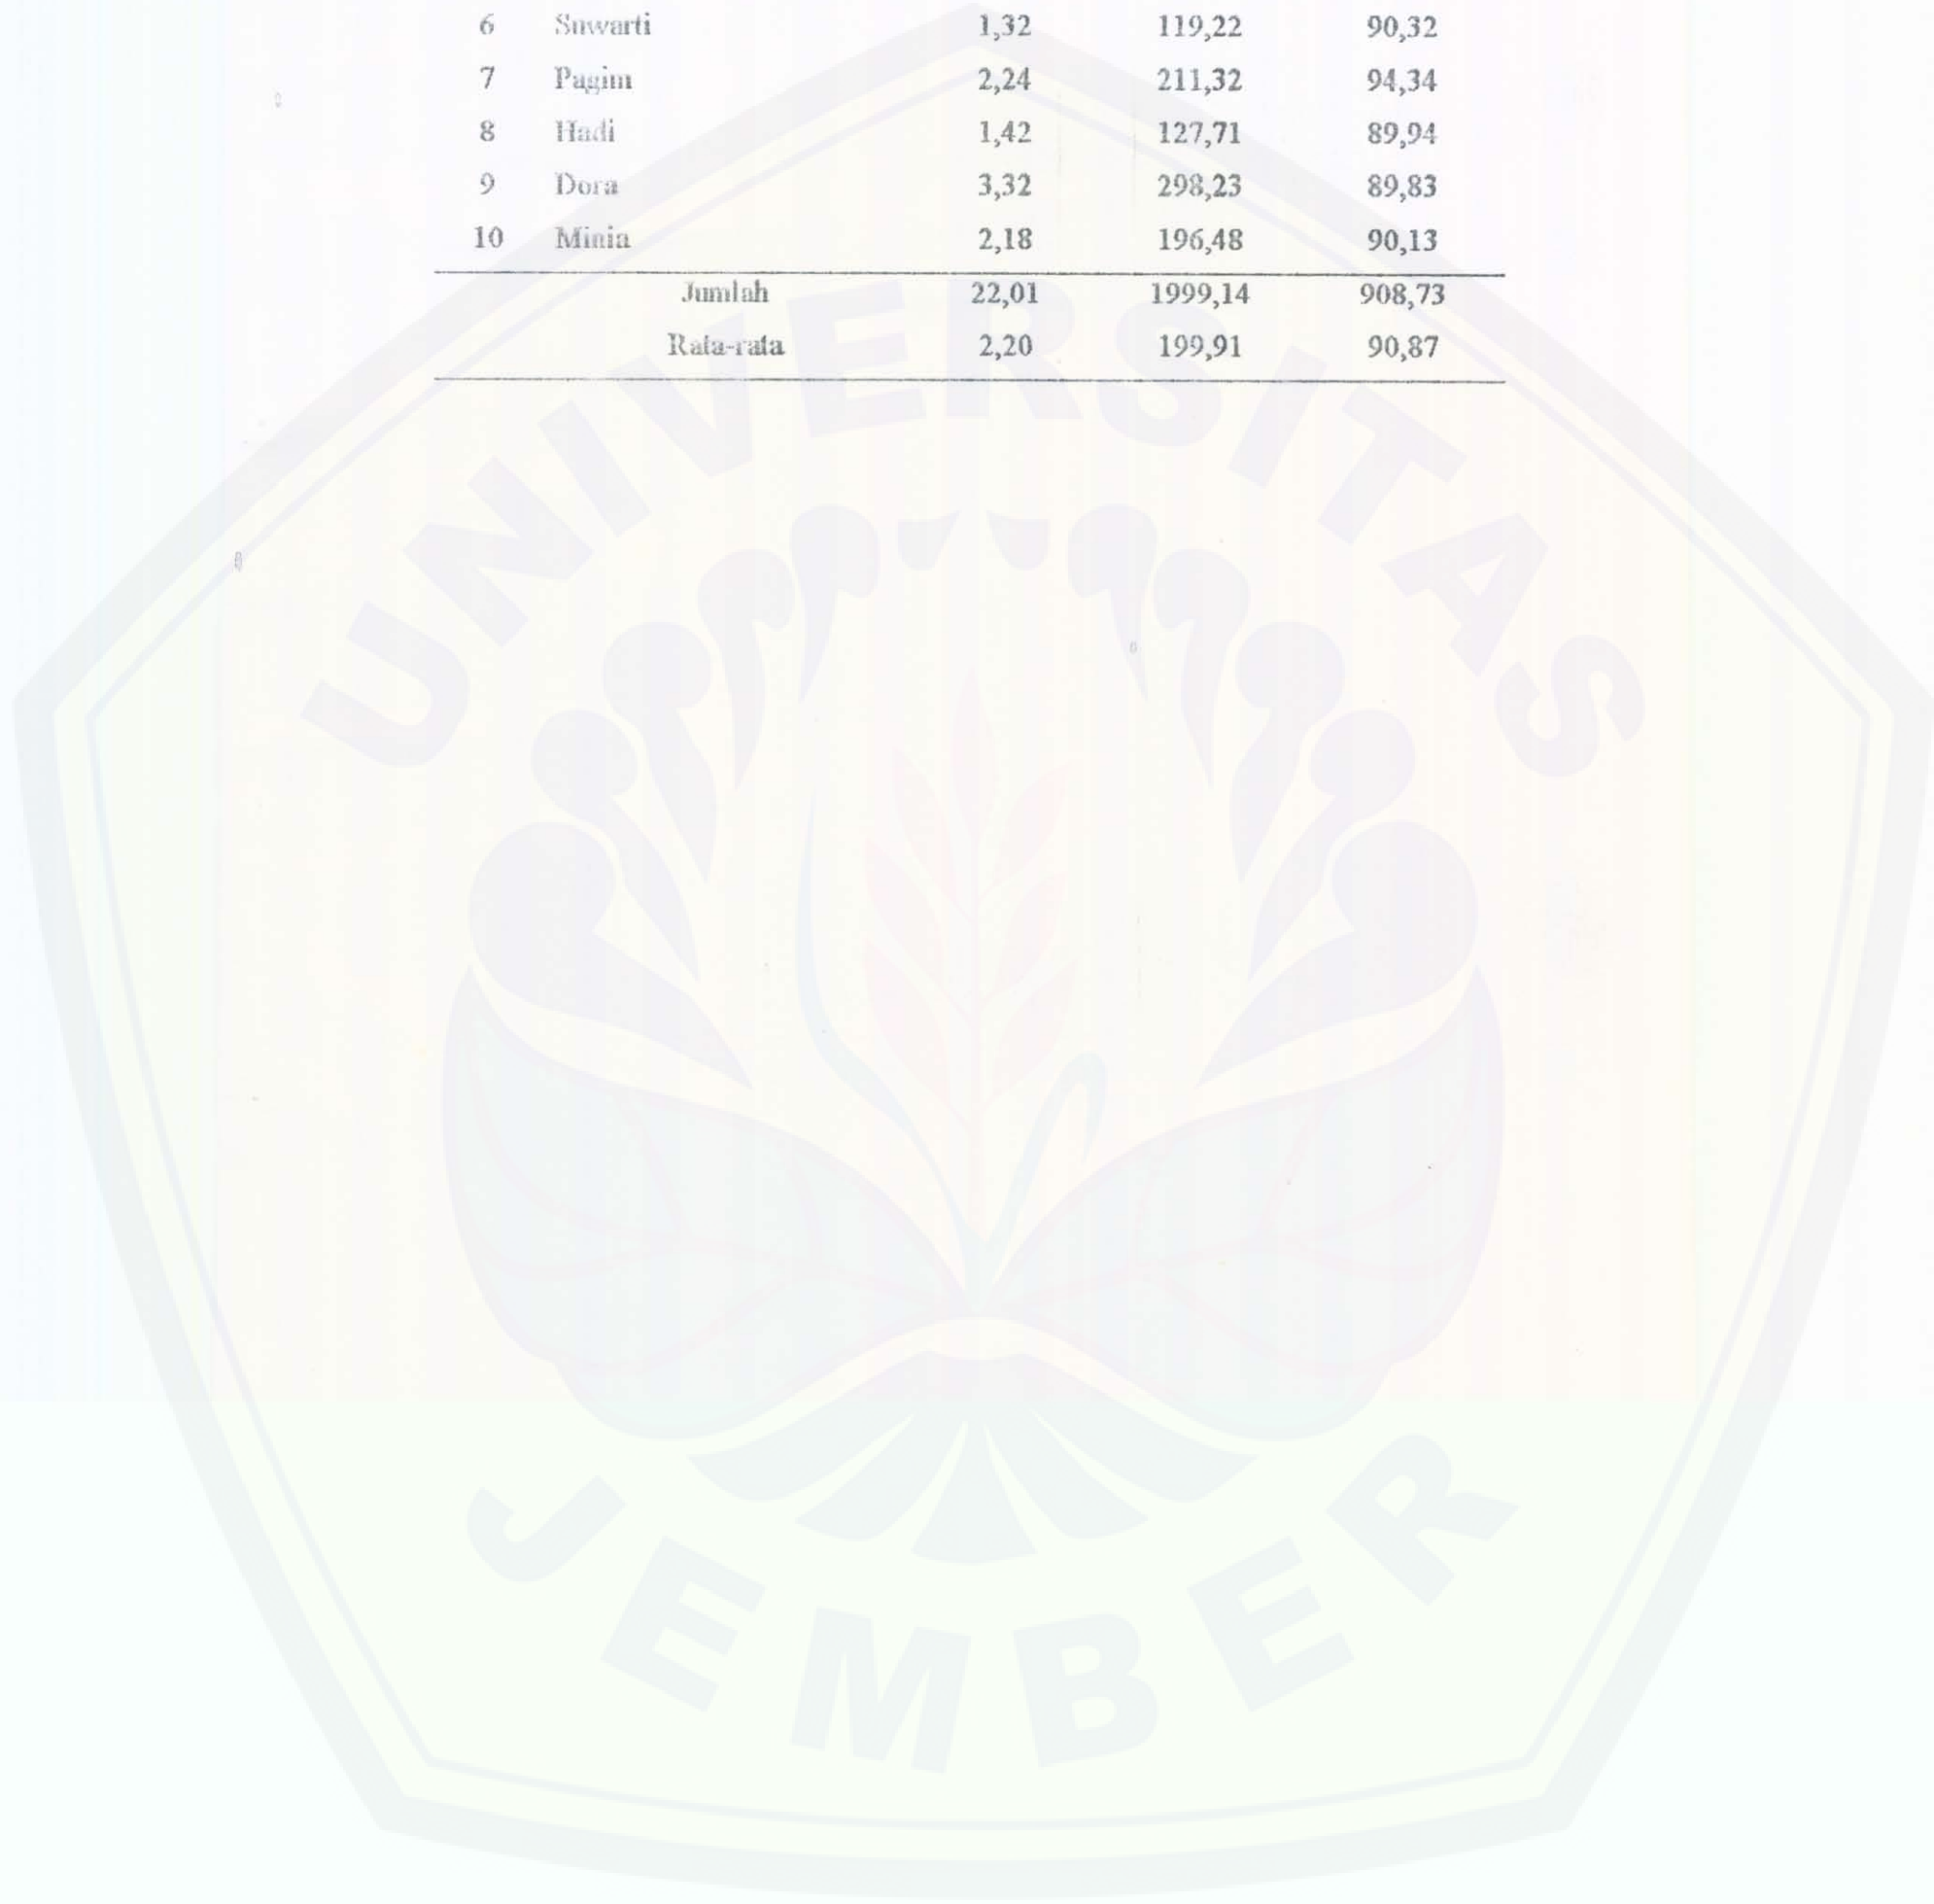 6 Suwarti 1,32 119,22 90,32
7 Pagim 2,24 211,32 94,34
8 Hadi 1,42 127,71 89,94
9 Dora 3,32 298,23 89,83
10 Minia 2,18 196,48 90,13
Jumlah 22,01 1999,14 908,73
Rata-rata 2,20 199,91 90,87
UNIVERSITAS
JEMBER